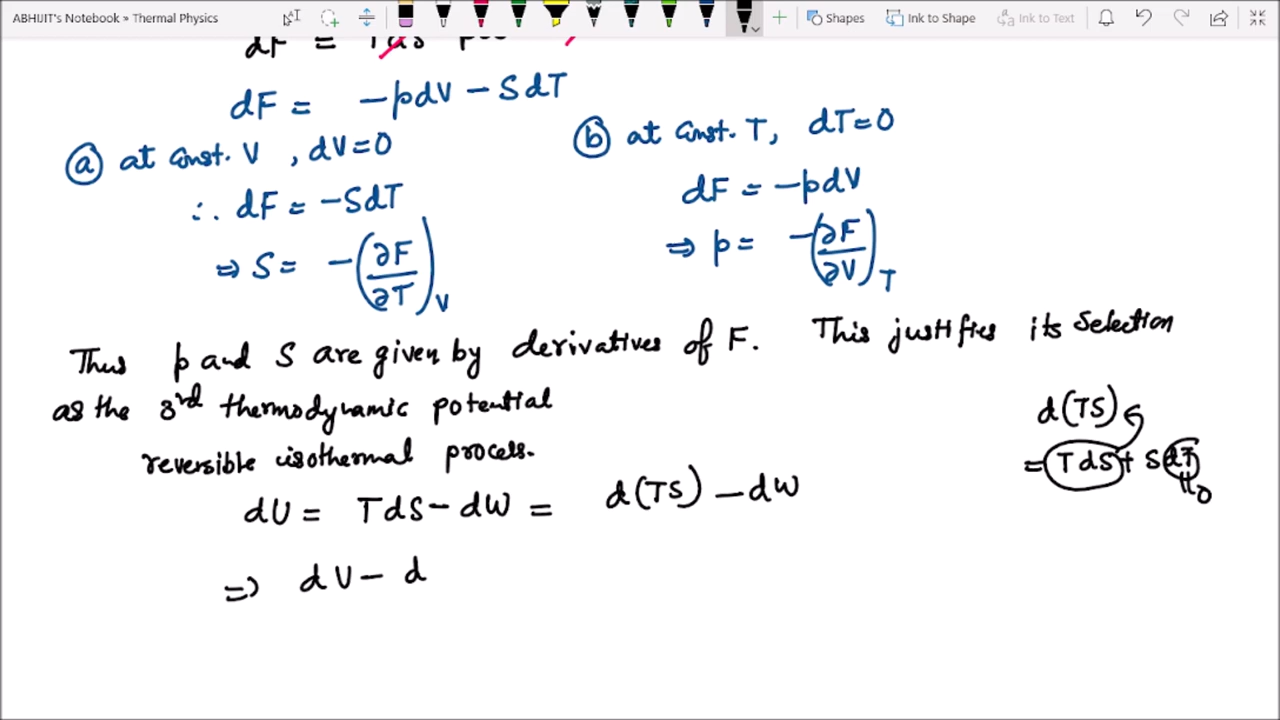 ABHIJIT's Notebook » Thermal Physics
Shapes Ink to Shape Ink to Text
dF =
dF = -pdV - SdT
(a) at const. V, dV=0
∴ dF = -SdT
⇒ S = -(∂F/∂T)V
(b) at const. T, dT=0
dF = -pdV
⇒ p = -(∂F/∂V)T
Thus p and S are given by derivatives of F. This justifies its selection
as the 3rd thermodynamic potential
reversible isothermal process.
d(TS)
= TdS + SdT
0
dU = TdS - dW = d(TS) - dW
⇒ dU - d